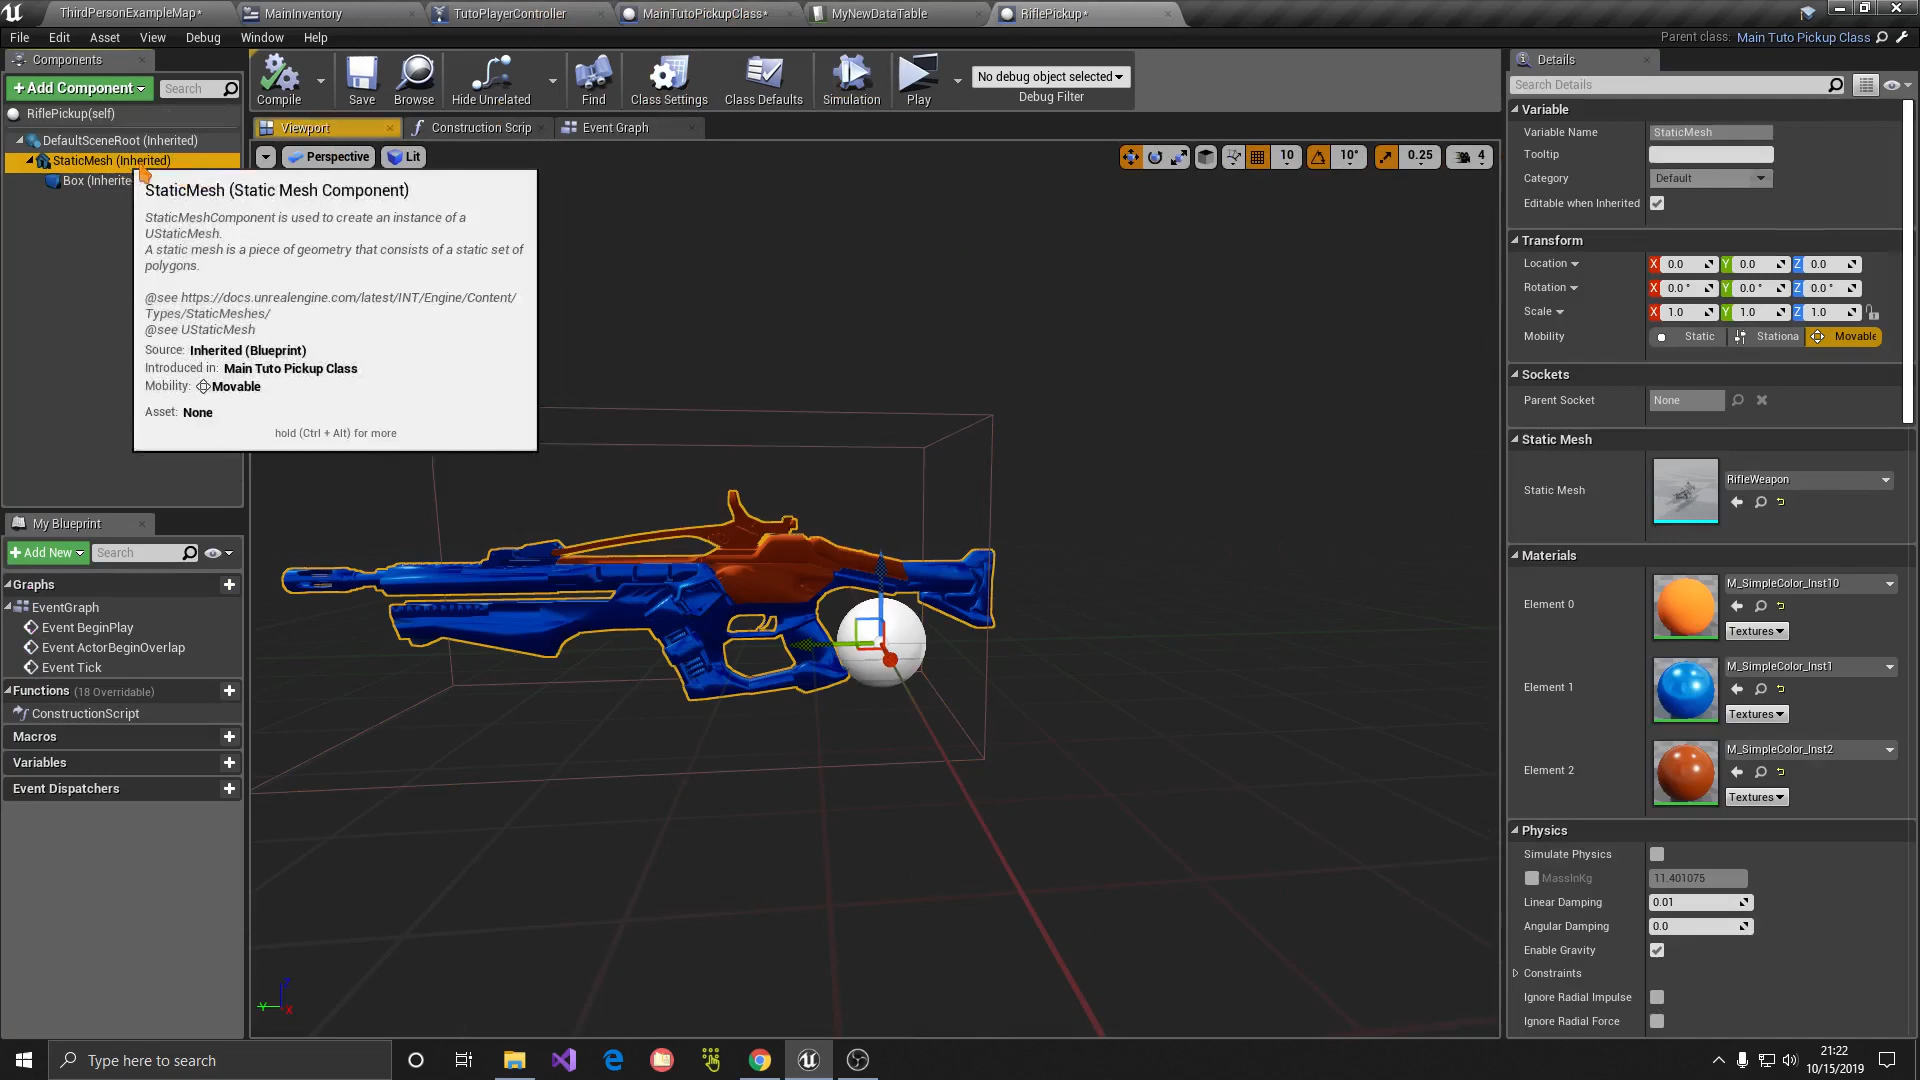 ThirdPersonExampleMap*
MainInventory
TutoPlayerController
MainTutoPickupClass*
MyNewDataTable
RiflePickup*
File Edit Asset View Debug Window Help
Parent class: Main Tuto Pickup Class
Components
+Add Component
Search
RiflePickup(self)
DefaultSceneRoot (Inherited)
StaticMesh (Inherited)
Box (Inherite
StaticMesh (Static Mesh Component)
StaticMeshComponent is used to create an instance of a
UStaticMesh.
A static mesh is a piece of geometry that consists of a static set of
polygons.
@see https://docs.unrealengine.com/latest/INT/Engine/Content/
Types/StaticMeshes/
@see UStaticMesh
Source: Inherited (Blueprint)
Introduced in: Main Tuto Pickup Class
Mobility: Movable
Asset: None
hold (Ctrl + Alt) for more
Compile
Save
Browse
Hide Unrelated
Find
Class Settings
Class Defaults
Simulation
Play
No debug object selected
Debug Filter
Viewport
Construction Scrip
Event Graph
Perspective
Lit
10
10°
0.25
4
My Blueprint
+Add New
Search
Graphs
EventGraph
Event BeginPlay
Event ActorBeginOverlap
Event Tick
Functions (18 Overridable)
ConstructionScript
Macros
Variables
Event Dispatchers
Details
Search Details
Variable
Variable Name StaticMesh
Tooltip
Category Default
Editable when Inherited
Transform
Location X 0.0 Y 0.0 Z 0.0
Rotation X 0.0 ° Y 0.0 ° Z 0.0 °
Scale X 1.0 Y 1.0 Z 1.0
Mobility Static Stationa Movable
Sockets
Parent Socket None
Static Mesh
Static Mesh RifleWeapon
Materials
Element 0 M_SimpleColor_Inst10
Textures
Element 1 M_SimpleColor_Inst1
Textures
Element 2 M_SimpleColor_Inst2
Textures
Physics
Simulate Physics
MassInKg 11.401075
Linear Damping 0.01
Angular Damping 0.0
Enable Gravity
Constraints
Ignore Radial Impulse
Ignore Radial Force
Type here to search
21:22
10/15/2019